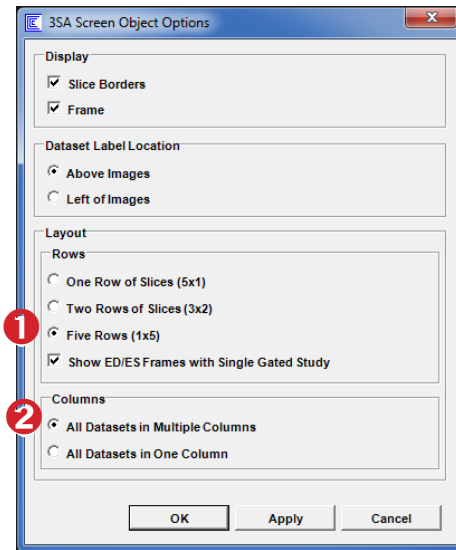 3SA Screen Object Options
Display
Slice Borders
Frame
Dataset Label Location
Above Images
Left of Images
Layout
Rows
One Row of Slices (5x1)
Two Rows of Slices (3x2)
1
Five Rows (1x5)
Show ED/ES Frames with Single Gated Study
Columns
2
All Datasets in Multiple Columns
All Datasets in One Column
OK Apply Cancel